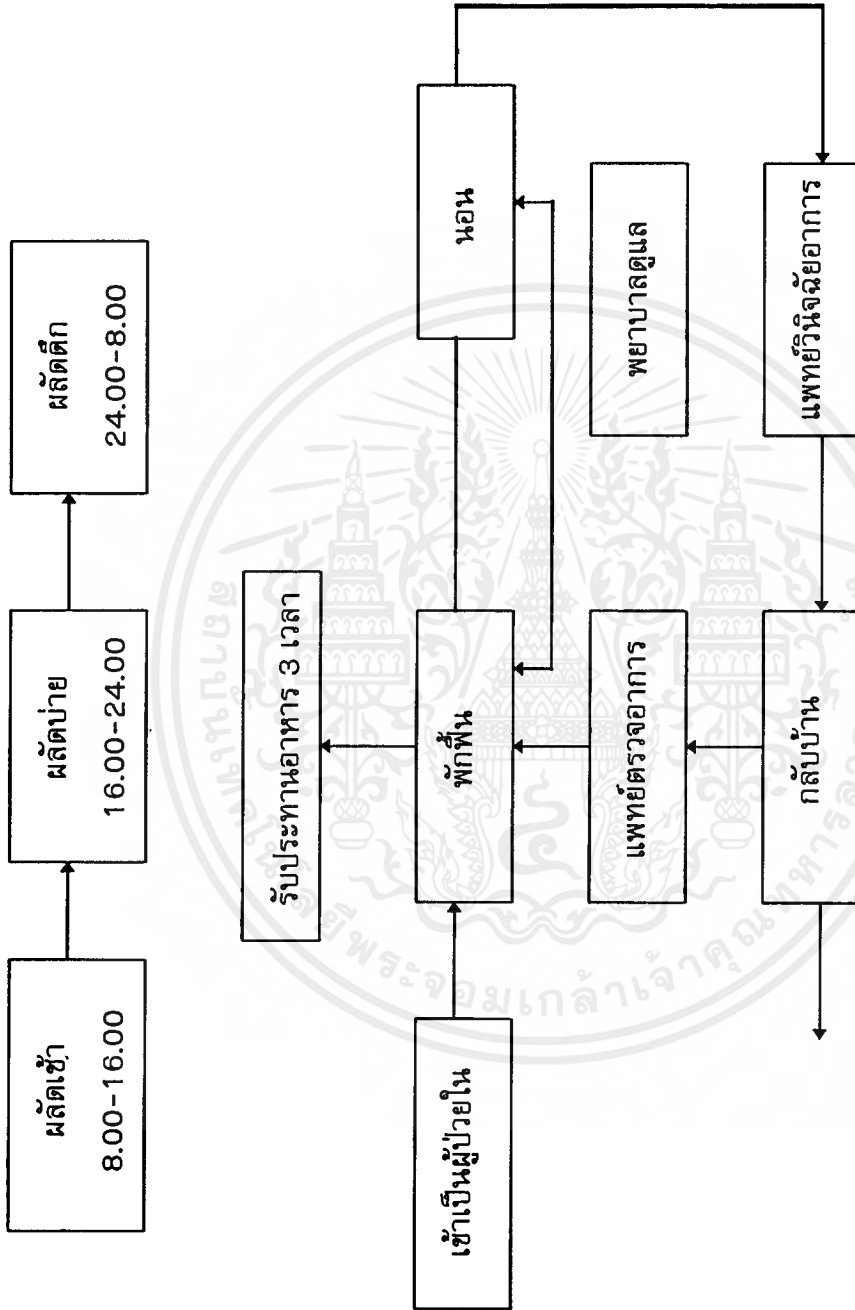 ผลัดเช้า
8.00-16.00
ผลัดบ่าย
16.00-24.00
ผลัดดึก
24.00-8.00
รับประทานอาหาร 3 เวลา
เข้าเป็นผู้ป่วยใน
พักฟื้น
นอน
แพทย์ตรวจอาการ
พยาบาลดูแล
กลับบ้าน
แพทย์วินิจฉัยอาการ